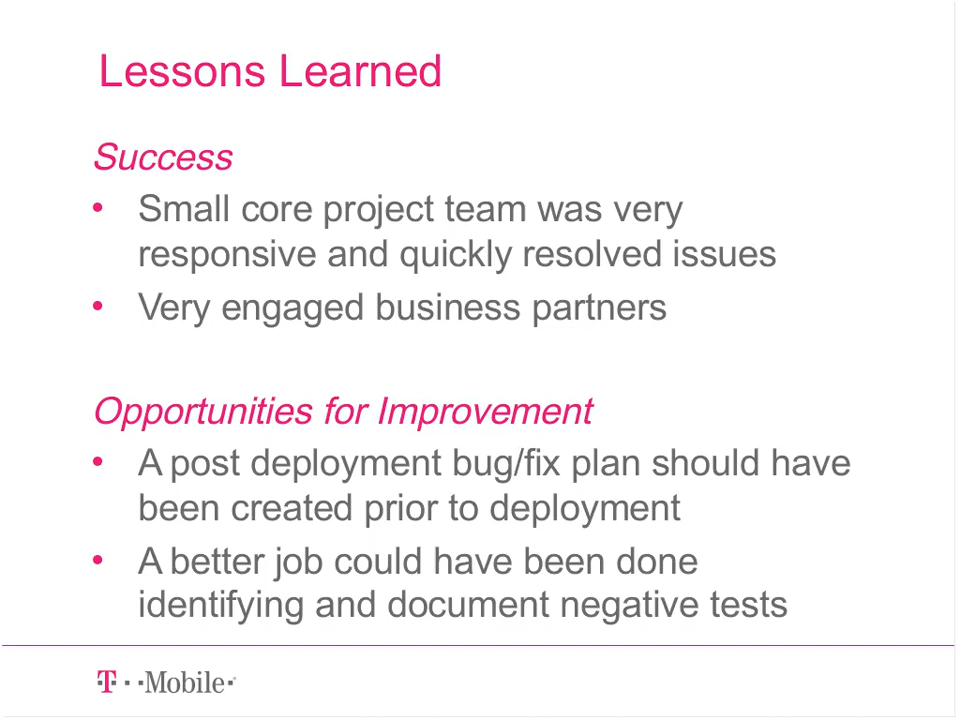 Lessons Learned
Success
• Small core project team was very
responsive and quickly resolved issues
• Very engaged business partners
Opportunities for Improvement
• A post deployment bug/fix plan should have
been created prior to deployment
• A better job could have been done
identifying and document negative tests
T··Mobile·